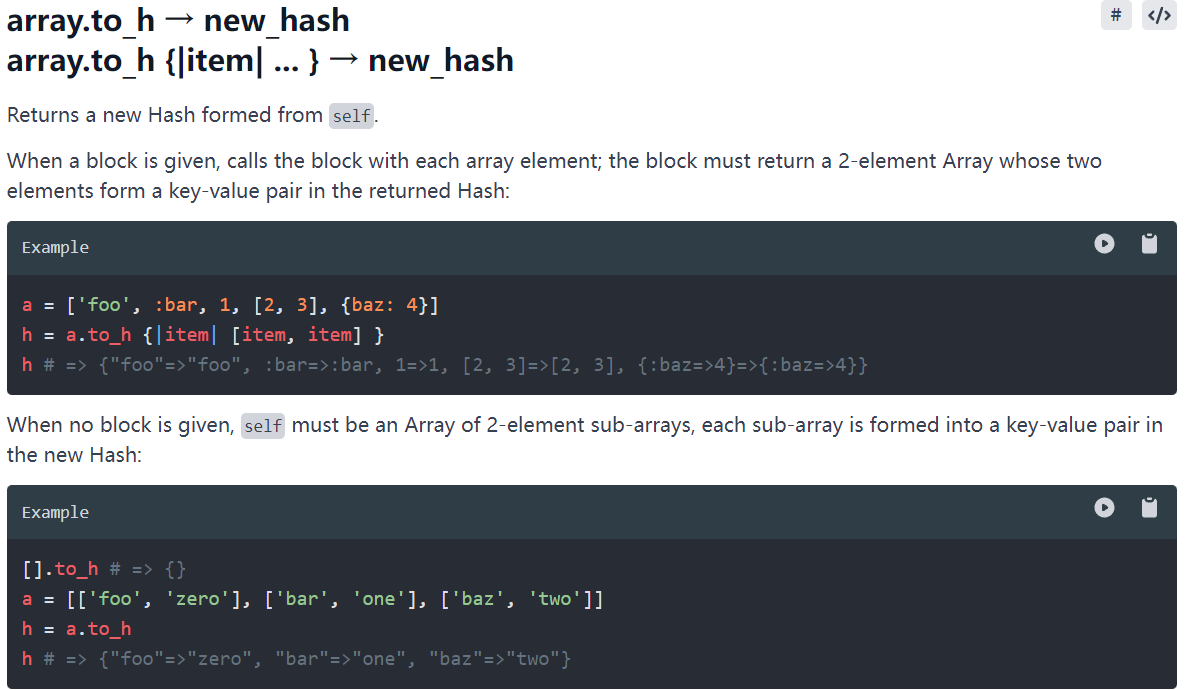 array.to_h → new_hash
array.to_h {|item| ... } → new_hash
#
</>
Returns a new Hash formed from self.
When a block is given, calls the block with each array element; the block must return a 2-element Array whose two
elements form a key-value pair in the returned Hash:
Example
a = ['foo', :bar, 1, [2, 3], {baz: 4}]
h = a.to_h {|item| [item, item] }
h # => {"foo"=>"foo", :bar=>:bar, 1=>1, [2, 3]=>[2, 3], {:baz=>4}=>{:baz=>4}}
When no block is given, self must be an Array of 2-element sub-arrays, each sub-array is formed into a key-value pair in
the new Hash:
Example
[].to_h # => {}
a = [['foo', 'zero'], ['bar', 'one'], ['baz', 'two']]
h = a.to_h
h # => {"foo"=>"zero", "bar"=>"one", "baz"=>"two"}